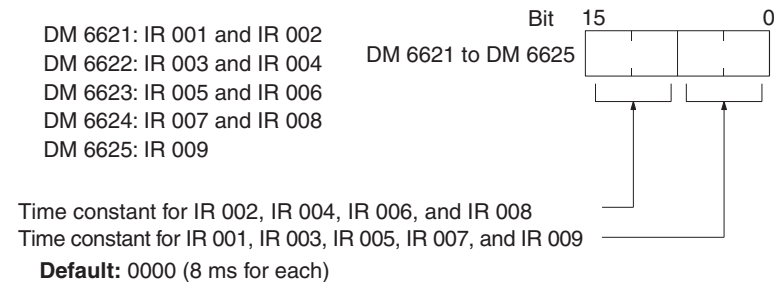 Bit 15 0
DM 6621 to DM 6625
DM 6621: IR 001 and IR 002
DM 6622: IR 003 and IR 004
DM 6623: IR 005 and IR 006
DM 6624: IR 007 and IR 008
DM 6625: IR 009
Time constant for IR 002, IR 004, IR 006, and IR 008
Time constant for IR 001, IR 003, IR 005, IR 007, and IR 009
Default: 0000 (8 ms for each)